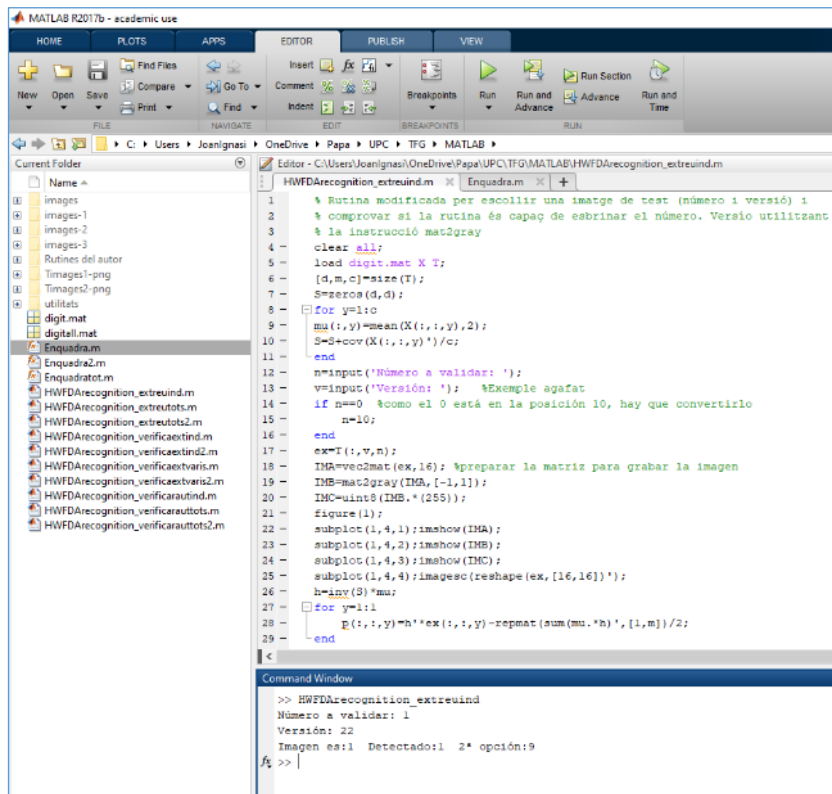 MATLAB R2017b - academic use
HOME PLOTS APPS EDITOR PUBLISH VIEW
New Open Save
Find Files
Compare
Print
FILE
Go To
Find
NAVIGATE
Insert fx
Comment
Indent
EDIT
Breakpoints
BREAKPOINTS
Run
Run and Advance
Run Section
Advance
Run and Time
RUN
C: Users JoanIgnasi OneDrive Papa UPC TFG MATLAB
Current Folder
Name
images
images-1
images-2
images-3
Rutines del autor
Timages1-png
Timages2-png
utilitats
digit.mat
digitall.mat
Enquadra.m
Enquadra2.m
Enquadratot.m
HWFDArecognition_extreuind.m
HWFDArecognition_extreutots.m
HWFDArecognition_extreutots2.m
HWFDArecognition_verificaextind.m
HWFDArecognition_verificaextind2.m
HWFDArecognition_verificaextvaris.m
HWFDArecognition_verificaextvaris2.m
HWFDArecognition_verificarautind.m
HWFDArecognition_verificarauttots.m
HWFDArecognition_verificarauttots2.m
Editor - C:\Users\JoanIgnasi\OneDrive\Papa\UPC\TFG\MATLAB\HWFDArecognition_extreuind.m
HWFDArecognition_extreuind.m × Enquadra.m × +
1 % Rutina modificada per escollir una imatge de test (número i versió) i
2 % comprovar si la rutina és capaç de esbrinar el número. Versio utilitzant
3 % la instrucció mat2gray
4 - clear all;
5 - load digit.mat X T;
6 - [d,m,c]=size(T);
7 - S=zeros(d,d);
8 - for y=1:c
9 - mu(:,y)=mean(X(:,:,y),2);
10 - S=S+cov(X(:,:,y)')/c;
11 - end
12 - n=input('Número a validar: ');
13 - v=input('Versión: '); %Exemple agafat
14 - if n==0 %como el 0 está en la posición 10, hay que convertirlo
15 - n=10;
16 - end
17 - ex=T(:,v,n);
18 - IMA=vec2mat(ex,16); %preparar la matriz para grabar la imagen
19 - IMB=mat2gray(IMA,[-1,1]);
20 - IMC=uint8(IMB.*(255));
21 - figure(1);
22 - subplot(1,4,1);imshow(IMA);
23 - subplot(1,4,2);imshow(IMB);
24 - subplot(1,4,3);imshow(IMC);
25 - subplot(1,4,4);imagesc(reshape(ex,[16,16])');
26 - h=inv(S)*mu;
27 - for y=1:1
28 - p(:,:,y)=h'*ex(:,:,y)-repmat(sum(mu.*h)',[1,m])/2;
29 - end
Command Window
>> HWFDArecognition_extreuind
Número a validar: 1
Versión: 22
Imagen es:1 Detectado:1 2ª opción:9
fx >>